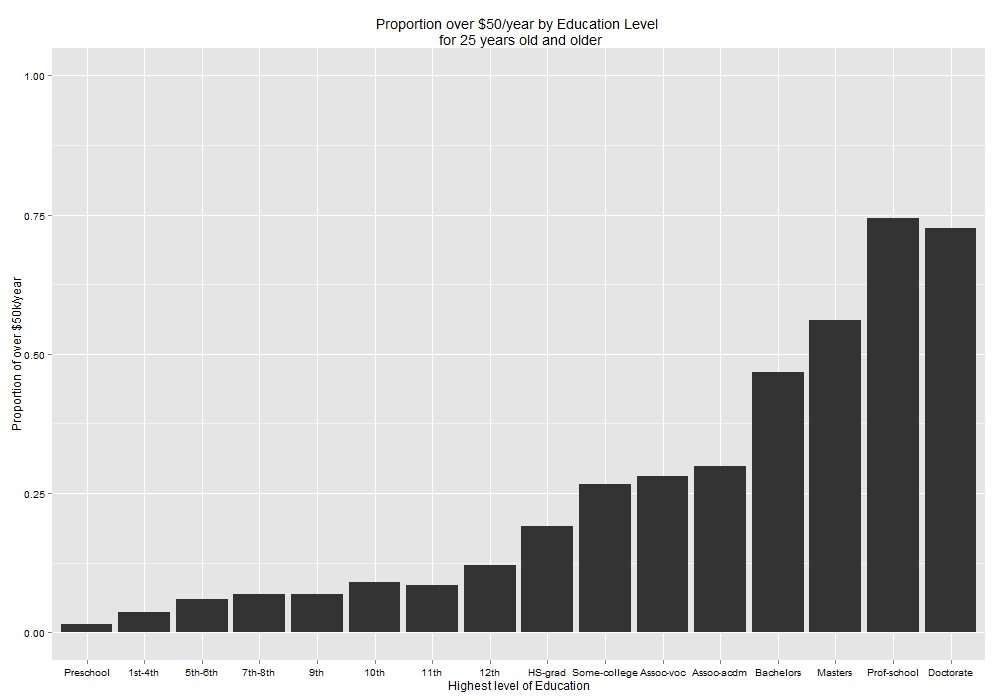 Proportion over $50/year by Education Level
for 25 years old and older
Proportion of over $50k/year
1.00
0.75
0.50
0.25
0.00
Preschool 1st-4th 5th-6th 7th-8th 9th 10th 11th 12th HS-grad Some-college Assoc-voc Assoc-acdm Bachelors Masters Prof-school Doctorate
Highest level of Education